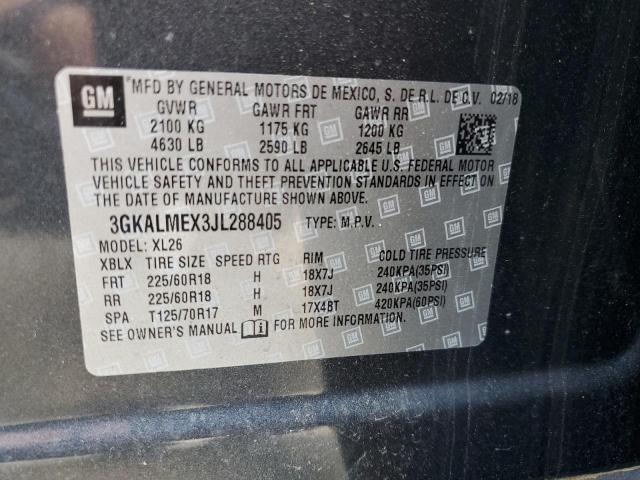 GM *MFD BY GENERAL MOTORS DE MEXICO, S. DE R.L. DE C.V. 02/18
GVWR GAWR FRT GAWR RR
2100 KG 1175 KG 1200 KG
4630 LB 2590 LB 2645 LB
THIS VEHICLE CONFORMS TO ALL APPLICABLE U.S. FEDERAL MOTOR
VEHICLE SAFETY AND THEFT PREVENTION STANDARDS IN EFFECT ON
THE DATE OF MANUFACTURE SHOWN ABOVE.
3GKALMEX3JL288405 TYPE: M.P.V.
MODEL: XL26
XBLX TIRE SIZE SPEED RTG RIM COLD TIRE PRESSURE
FRT 225/60R18 H 18X7J 240KPA(35PSI)
RR 225/60R18 H 18X7J 240KPA(35PSI)
SPA T125/70R17 M 17X4BT 420KPA(60PSI)
SEE OWNER'S MANUAL FOR MORE INFORMATION.